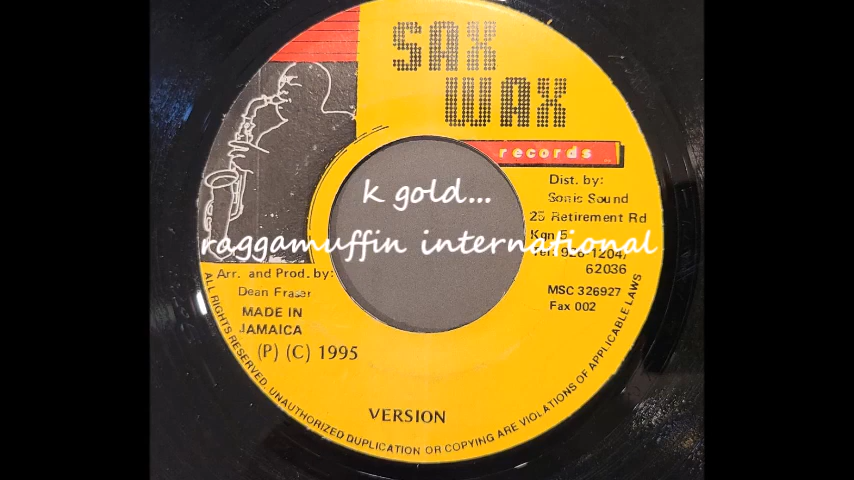 SAX
WAX
records
k gold...
raggamuffin international
Dist. by:
Sonic Sound
25 Retirement Rd
Kgn 5
Tel: 926-1204/
62036
MSC 326927
Fax 002
Arr. and Prod. by:
Dean Fraser
MADE IN
JAMAICA
(P) (C) 1995
VERSION
ALL RIGHTS RESERVED. UNAUTHORIZED DUPLICATION OR COPYING ARE VIOLATIONS OF APPLICABLE LAWS